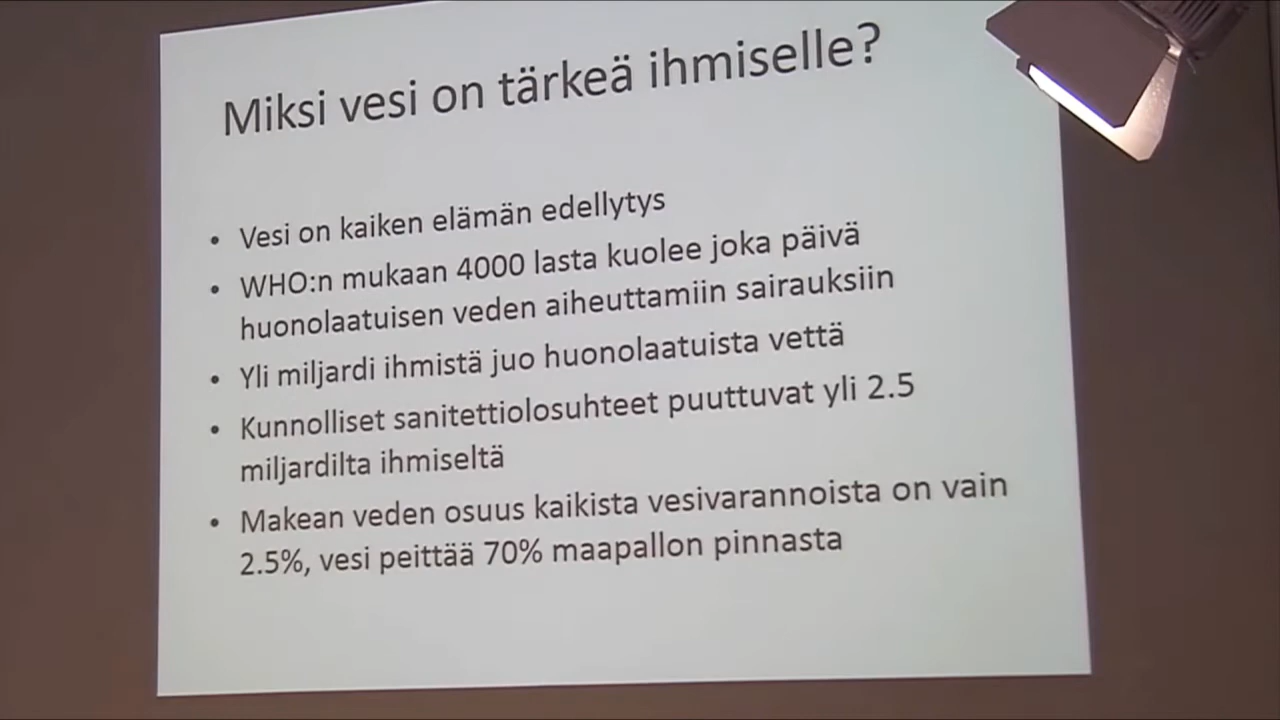 Miksi vesi on tärkeä ihmiselle?
• Vesi on kaiken elämän edellytys
• WHO:n mukaan 4000 lasta kuolee joka päivä
huonolaatuisen veden aiheuttamiin sairauksiin
• Yli miljardi ihmistä juo huonolaatuista vettä
• Kunnolliset sanitettiolosuhteet puuttuvat yli 2.5
miljardilta ihmiseltä
• Makean veden osuus kaikista vesivarannoista on vain
2.5%, vesi peittää 70% maapallon pinnasta